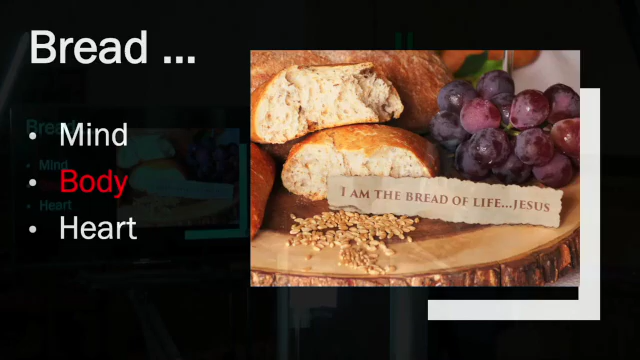 Bread ...
• Mind
• Body
• Heart
I AM THE BREAD OF LIFE...JESUS